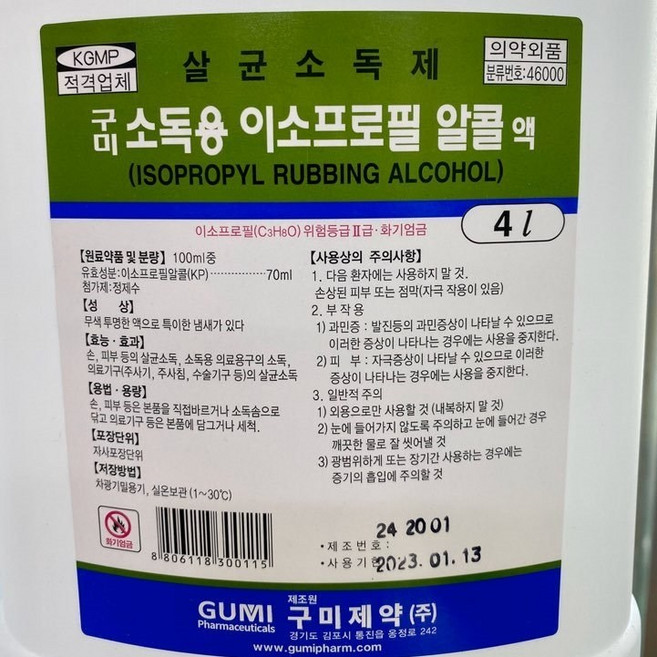 KGMP
적격업체
살균소독제
의약외품
분류번호:46000
구미 소독용 이소프로필 알콜 액
(ISOPROPYL RUBBING ALCOHOL)
4ℓ
이소프로필(C3H8O) 위험등급Ⅱ급·화기엄금
【원료약품 및 분량】 100ml중
유효성분:이소프로필알콜(KP)················70ml
첨가제:정제수
【성 상】
무색 투명한 액으로 특이한 냄새가 있다
【효능·효과】
손, 피부 등의 살균소독, 소독용 의료용구의 소독,
의료기구(주사기, 주사침, 수술기구 등)의 살균소독
【용법·용량】
손, 피부 등은 본품을 직접바르거나 소독솜으로
닦고 의료기구 등은 본품에 담그거나 세척.
【포장단위】
자사포장단위
【저장방법】
차광기밀용기, 실온보관 (1~30℃)
【사용상의 주의사항】
1. 다음 환자에는 사용하지 말 것.
손상된 피부 또는 점막(자극 작용이 있음)
2. 부 작 용
1) 과민증 : 발진등의 과민증상이 나타날 수 있으므로
이러한 증상이 나타나는 경우에는 사용을 중지한다.
2) 피 부 : 자극증상이 나타날 수 있으므로 이러한
증상이 나타나는 경우에는 사용을 중지한다.
3. 일반적 주의
1) 외용으로만 사용할 것 (내복하지 말 것)
2) 눈에 들어가지 않도록 주의하고 눈에 들어간 경우
깨끗한 물로 잘 씻어낼 것
3) 광범위하게 또는 장기간 사용하는 경우에는
증기의 흡입에 주의할 것
화기엄금
8 806118 300115
24 2001
·제조번호:
·사용기한: 2023.01.13
GUMI
Pharmaceuticals
제조원
구미제약(주)
경기도 김포시 통진읍 옹정로 242
www.gumipharm.com